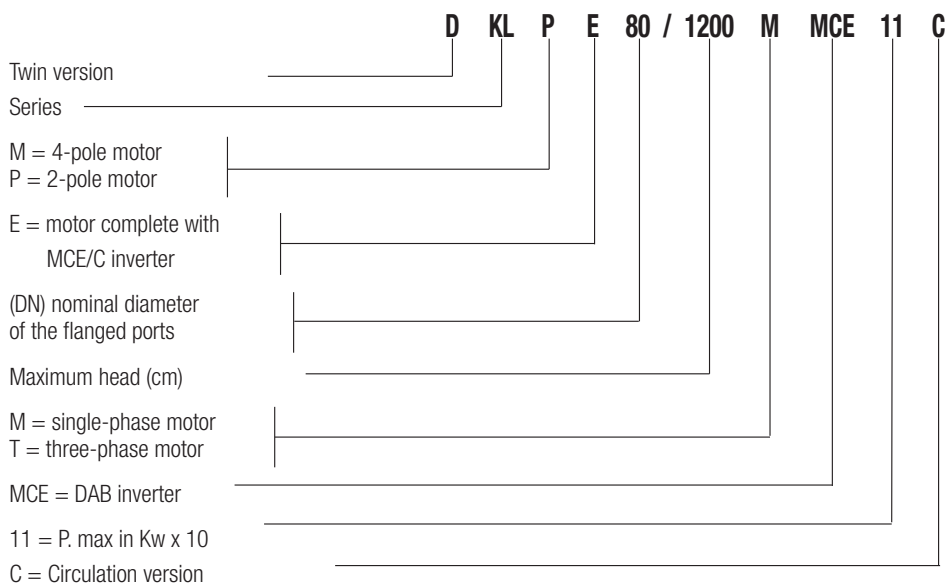 D KL P E 80 / 1200 M MCE 11 C
Twin version
Series
M = 4-pole motor
P = 2-pole motor
E = motor complete with
MCE/C inverter
(DN) nominal diameter
of the flanged ports
Maximum head (cm)
M = single-phase motor
T = three-phase motor
MCE = DAB inverter
11 = P. max in Kw x 10
C = Circulation version